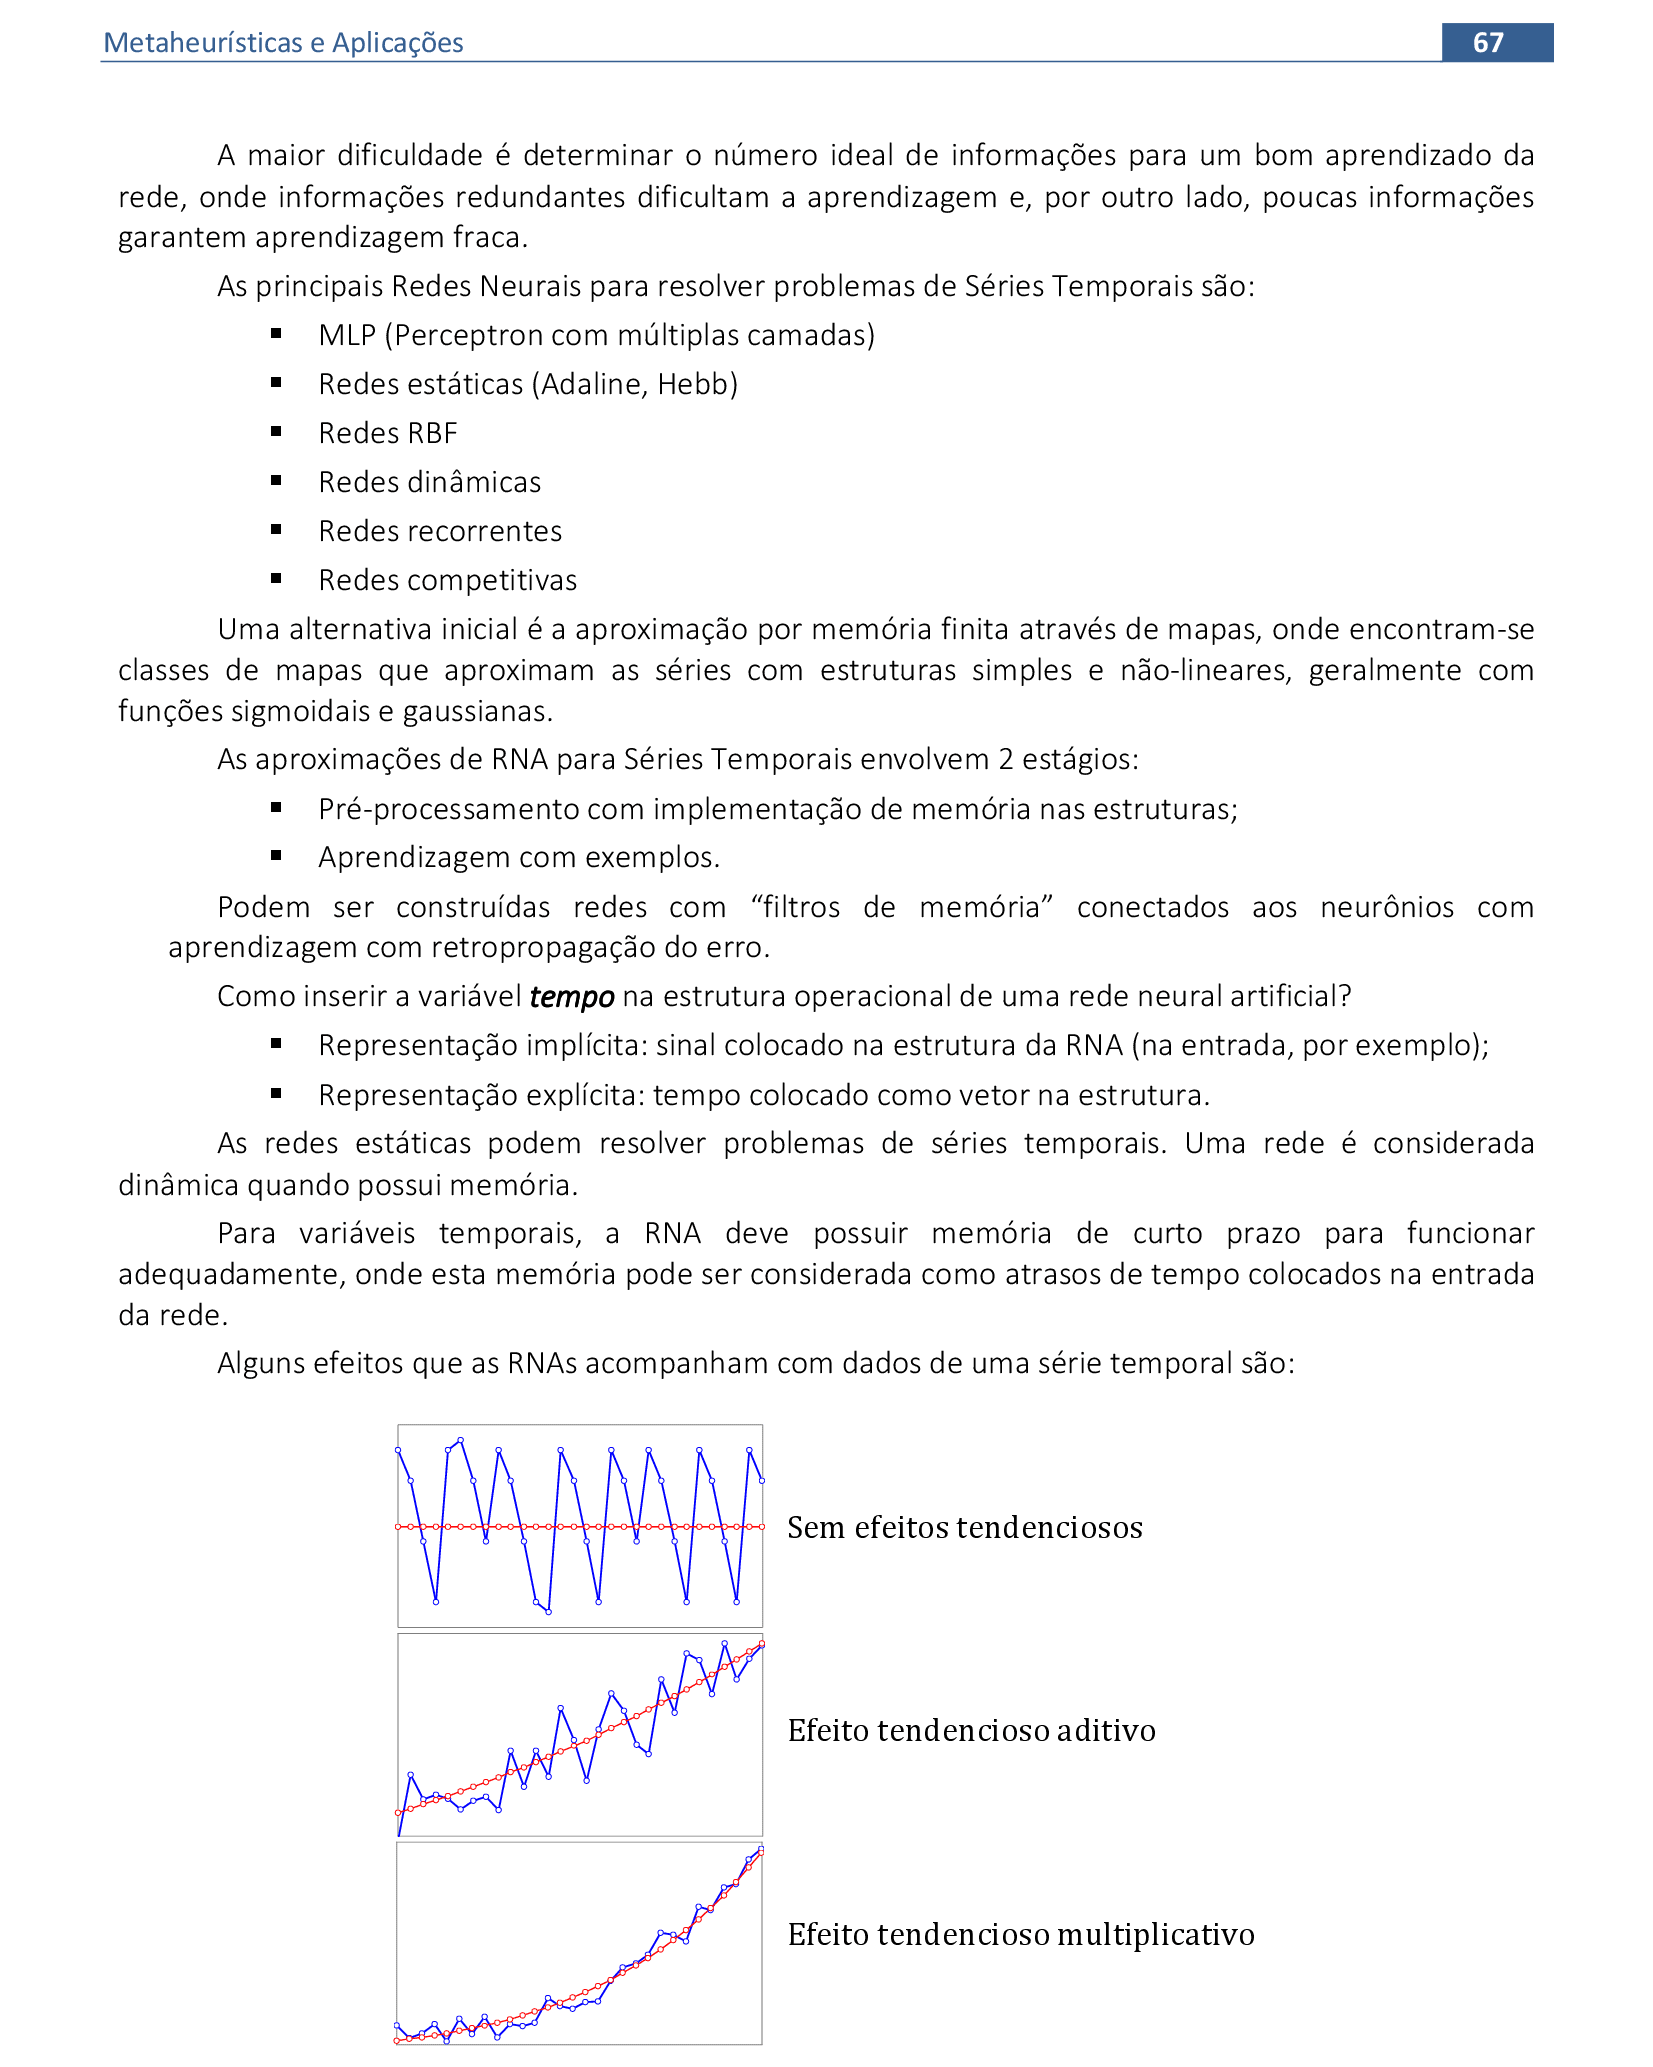 Metaheurísticas e Aplicações 67
A maior dificuldade é determinar o número ideal de informações para um bom aprendizado da
rede, onde informações redundantes dificultam a aprendizagem e, por outro lado, poucas informações
garantem aprendizagem fraca.
As principais Redes Neurais para resolver problemas de Séries Temporais são:
▪ MLP (Perceptron com múltiplas camadas)
▪ Redes estáticas (Adaline, Hebb)
▪ Redes RBF
▪ Redes dinâmicas
▪ Redes recorrentes
▪ Redes competitivas
Uma alternativa inicial é a aproximação por memória finita através de mapas, onde encontram-se
classes de mapas que aproximam as séries com estruturas simples e não-lineares, geralmente com
funções sigmoidais e gaussianas.
As aproximações de RNA para Séries Temporais envolvem 2 estágios:
▪ Pré-processamento com implementação de memória nas estruturas;
▪ Aprendizagem com exemplos.
Podem ser construídas redes com “filtros de memória” conectados aos neurônios com
aprendizagem com retropropagação do erro.
Como inserir a variável tempo na estrutura operacional de uma rede neural artificial?
▪ Representação implícita: sinal colocado na estrutura da RNA (na entrada, por exemplo);
▪ Representação explícita: tempo colocado como vetor na estrutura.
As redes estáticas podem resolver problemas de séries temporais. Uma rede é considerada
dinâmica quando possui memória.
Para variáveis temporais, a RNA deve possuir memória de curto prazo para funcionar
adequadamente, onde esta memória pode ser considerada como atrasos de tempo colocados na entrada
da rede.
Alguns efeitos que as RNAs acompanham com dados de uma série temporal são:
Sem efeitos tendenciosos
Efeito tendencioso aditivo
Efeito tendencioso multiplicativo